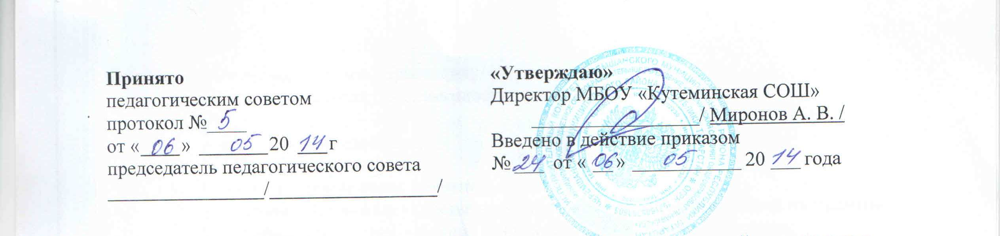 Принято
педагогическим советом
протокол № 5
от « 06 » 05 20 14 г
председатель педагогического совета
/ /
«Утверждаю»
Директор МБОУ «Кутеминская СОШ»
/ Миронов А. В. /
Введено в действие приказом
№ 24 от « 06 » 05 20 14 года